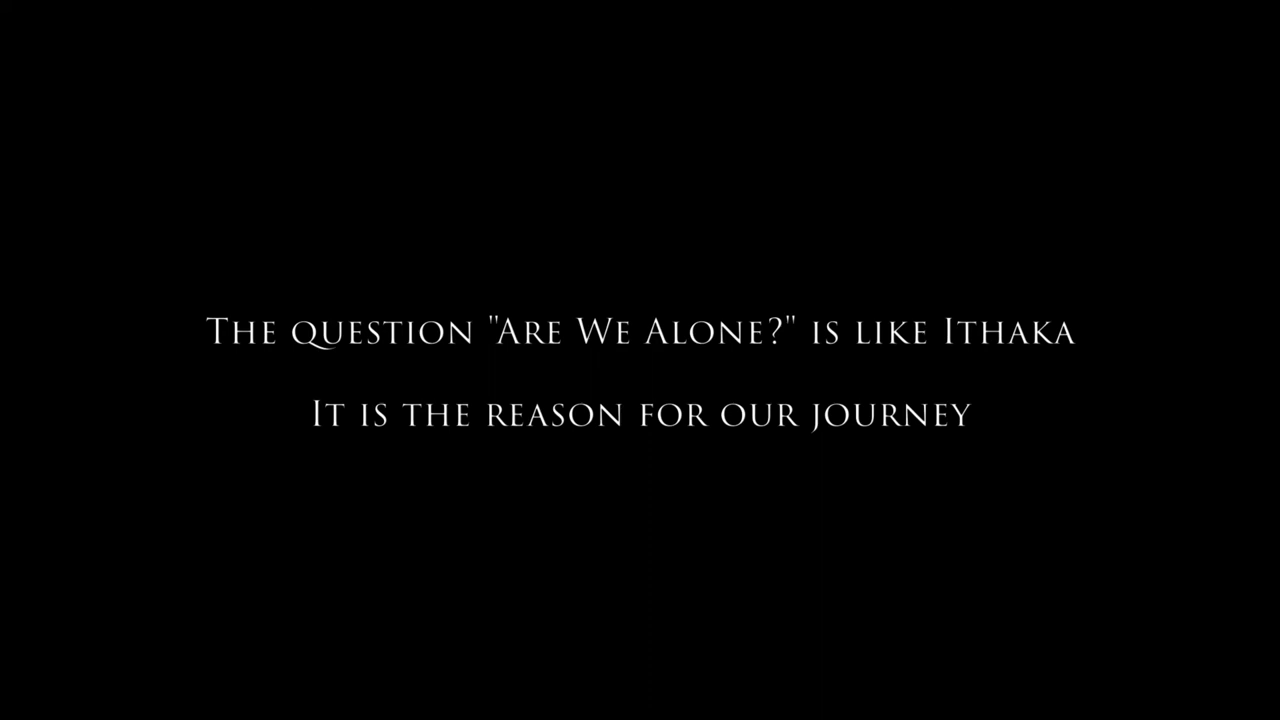 The question "Are We Alone?" is like Ithaka
It is the reason for our journey